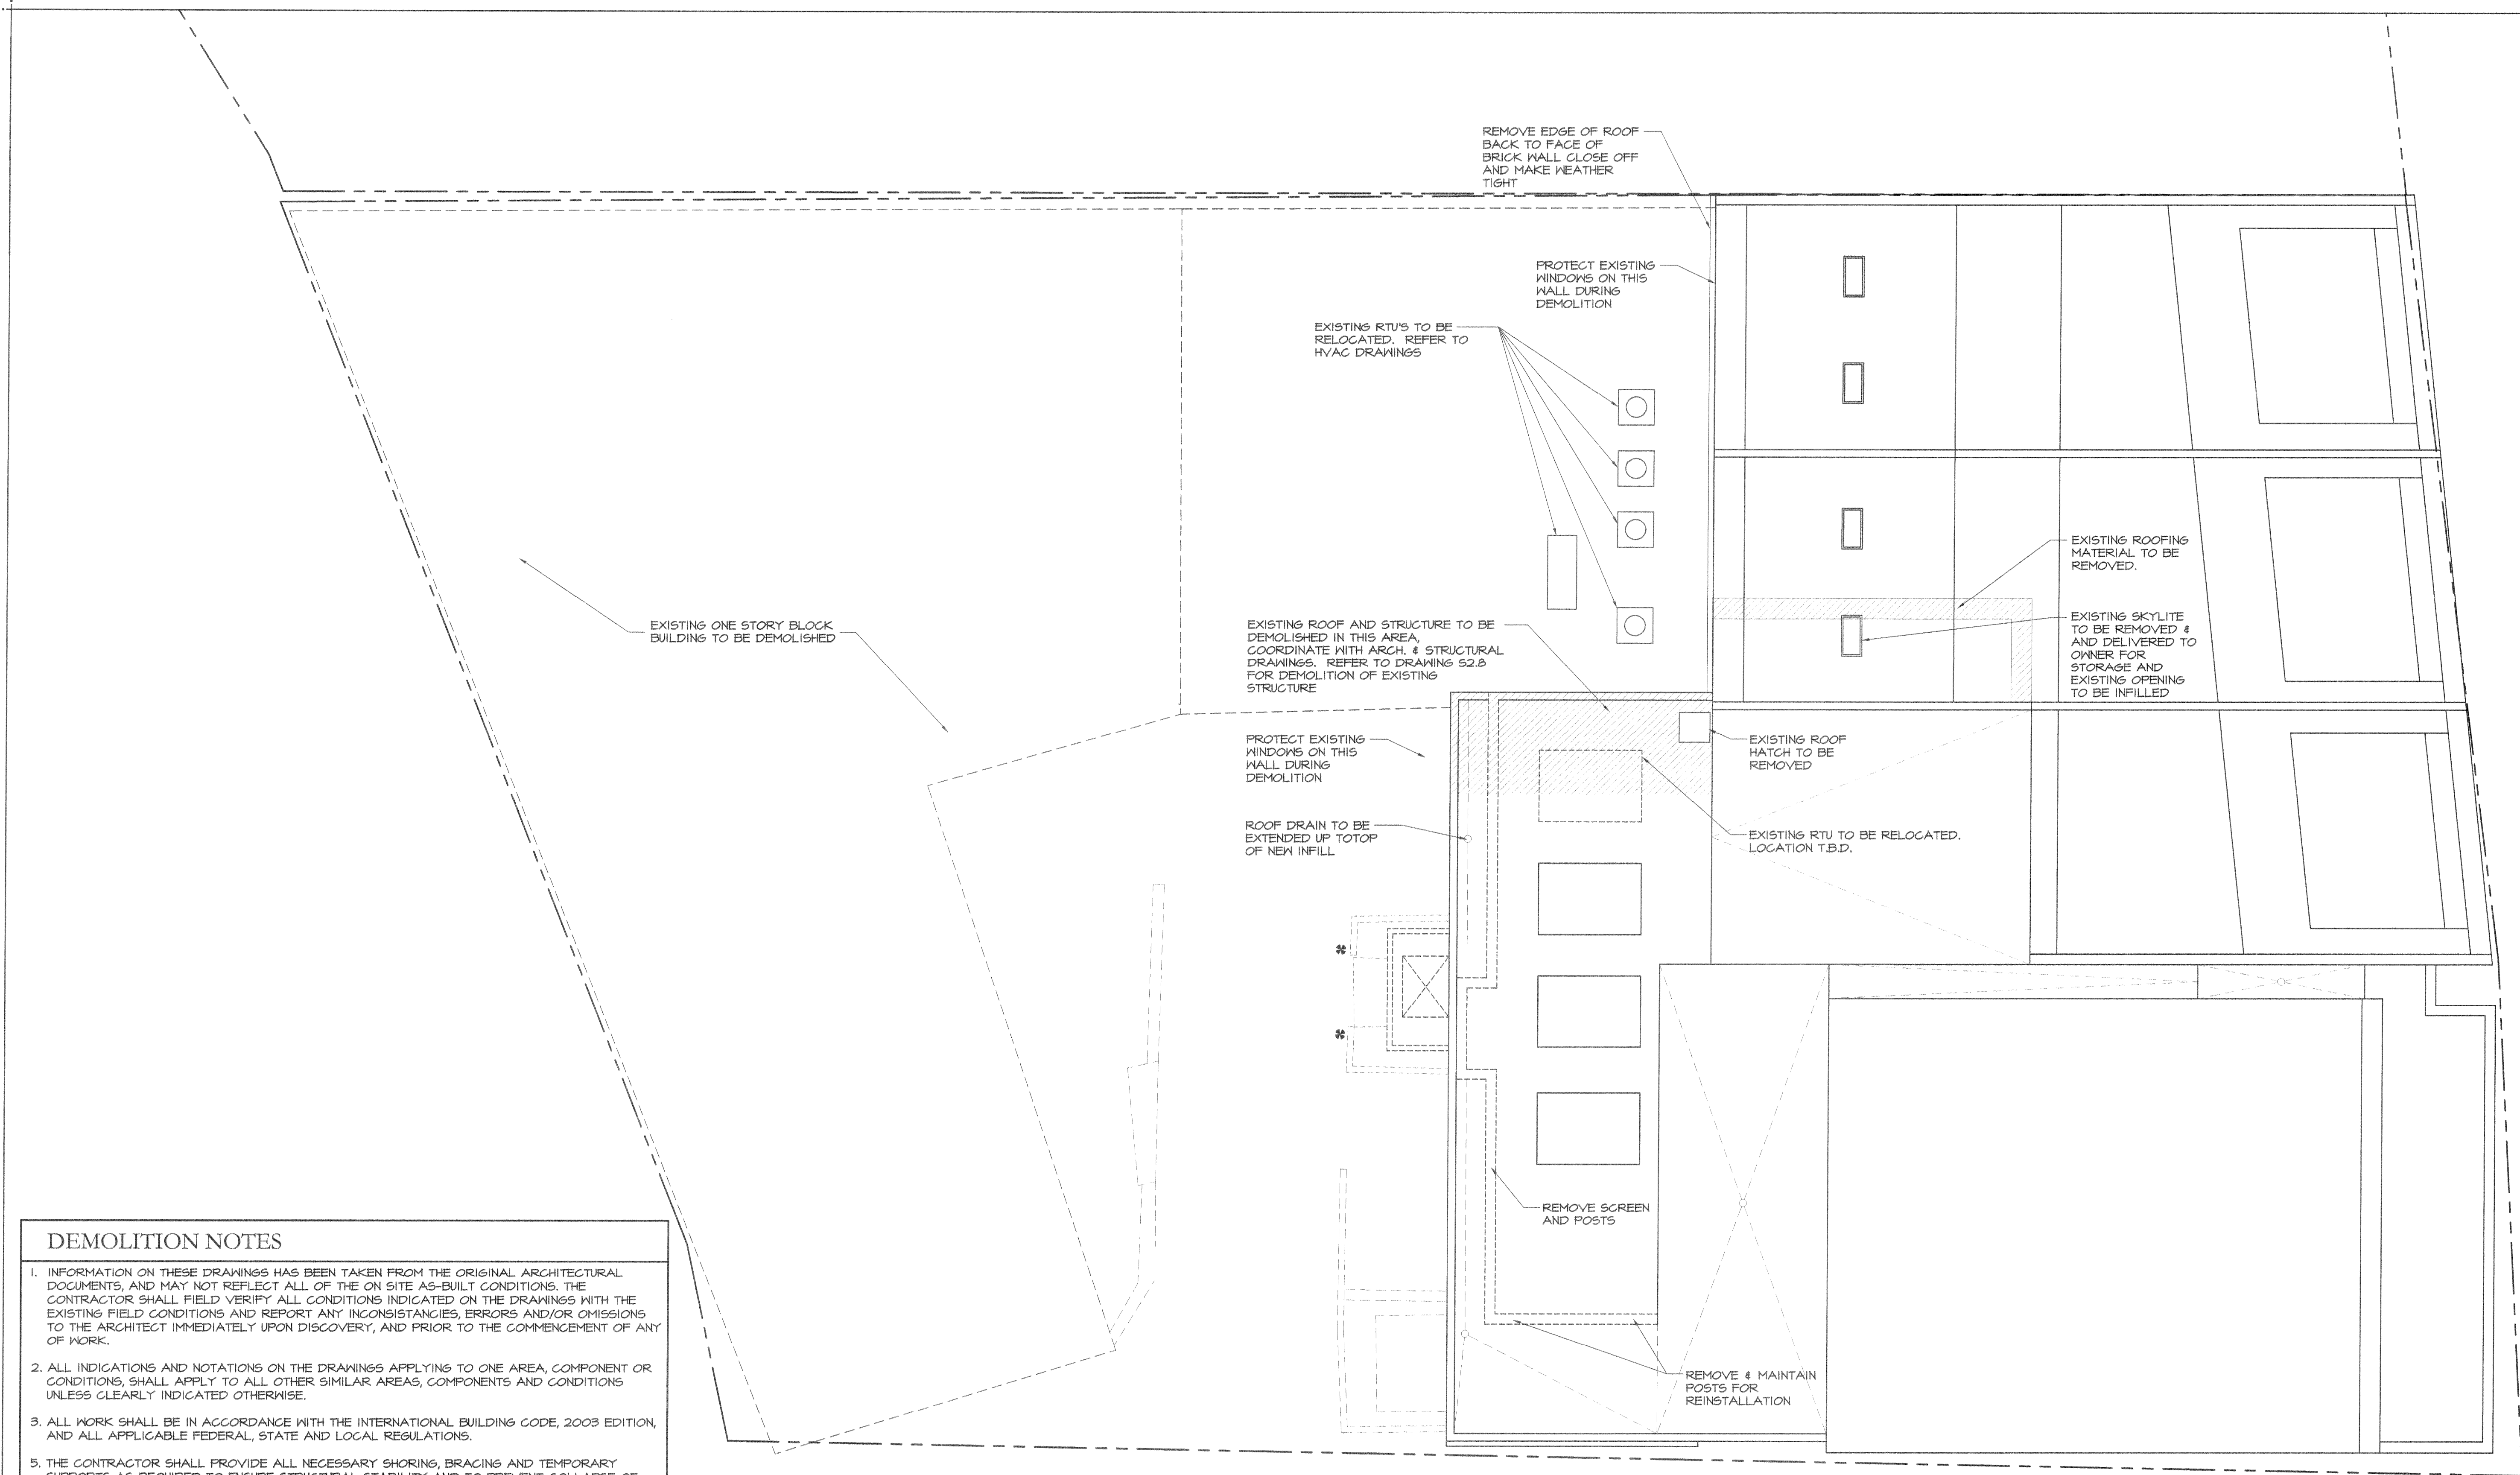 REMOVE EDGE OF ROOF
BACK TO FACE OF
BRICK WALL CLOSE OFF
AND MAKE WEATHER
TIGHT
PROTECT EXISTING
WINDOWS ON THIS
WALL DURING
DEMOLITION
EXISTING RTU'S TO BE
RELOCATED. REFER TO
HVAC DRAWINGS
EXISTING ROOFING
MATERIAL TO BE
REMOVED.
EXISTING ONE STORY BLOCK
BUILDING TO BE DEMOLISHED
EXISTING ROOF AND STRUCTURE TO BE
DEMOLISHED IN THIS AREA,
COORDINATE WITH ARCH. & STRUCTURAL
DRAWINGS. REFER TO DRAWING S2.8
FOR DEMOLITION OF EXISTING
STRUCTURE
EXISTING SKYLITE
TO BE REMOVED &
AND DELIVERED TO
OWNER FOR
STORAGE AND
EXISTING OPENING
TO BE INFILLED
PROTECT EXISTING
WINDOWS ON THIS
WALL DURING
DEMOLITION
EXISTING ROOF
HATCH TO BE
REMOVED
ROOF DRAIN TO BE
EXTENDED UP TOTOP
OF NEW INFILL
EXISTING RTU TO BE RELOCATED.
LOCATION T.B.D.
REMOVE SCREEN
AND POSTS
REMOVE & MAINTAIN
POSTS FOR
REINSTALLATION
DEMOLITION NOTES
1. INFORMATION ON THESE DRAWINGS HAS BEEN TAKEN FROM THE ORIGINAL ARCHITECTURAL
DOCUMENTS, AND MAY NOT REFLECT ALL OF THE ON SITE AS-BUILT CONDITIONS. THE
CONTRACTOR SHALL FIELD VERIFY ALL CONDITIONS INDICATED ON THE DRAWINGS WITH THE
EXISTING FIELD CONDITIONS AND REPORT ANY INCONSISTANCIES, ERRORS AND/OR OMISSIONS
TO THE ARCHITECT IMMEDIATELY UPON DISCOVERY, AND PRIOR TO THE COMMENCEMENT OF ANY
OF WORK.
2. ALL INDICATIONS AND NOTATIONS ON THE DRAWINGS APPLYING TO ONE AREA, COMPONENT OR
CONDITIONS, SHALL APPLY TO ALL OTHER SIMILAR AREAS, COMPONENTS AND CONDITIONS
UNLESS CLEARLY INDICATED OTHERWISE.
3. ALL WORK SHALL BE IN ACCORDANCE WITH THE INTERNATIONAL BUILDING CODE, 2003 EDITION,
AND ALL APPLICABLE FEDERAL, STATE AND LOCAL REGULATIONS.
5. THE CONTRACTOR SHALL PROVIDE ALL NECESSARY SHORING, BRACING AND TEMPORARY
SUPPORTS AS REQUIRED TO ENSURE STRUCTURAL STABILITY AND TO PREVENT COLLAPSE OF